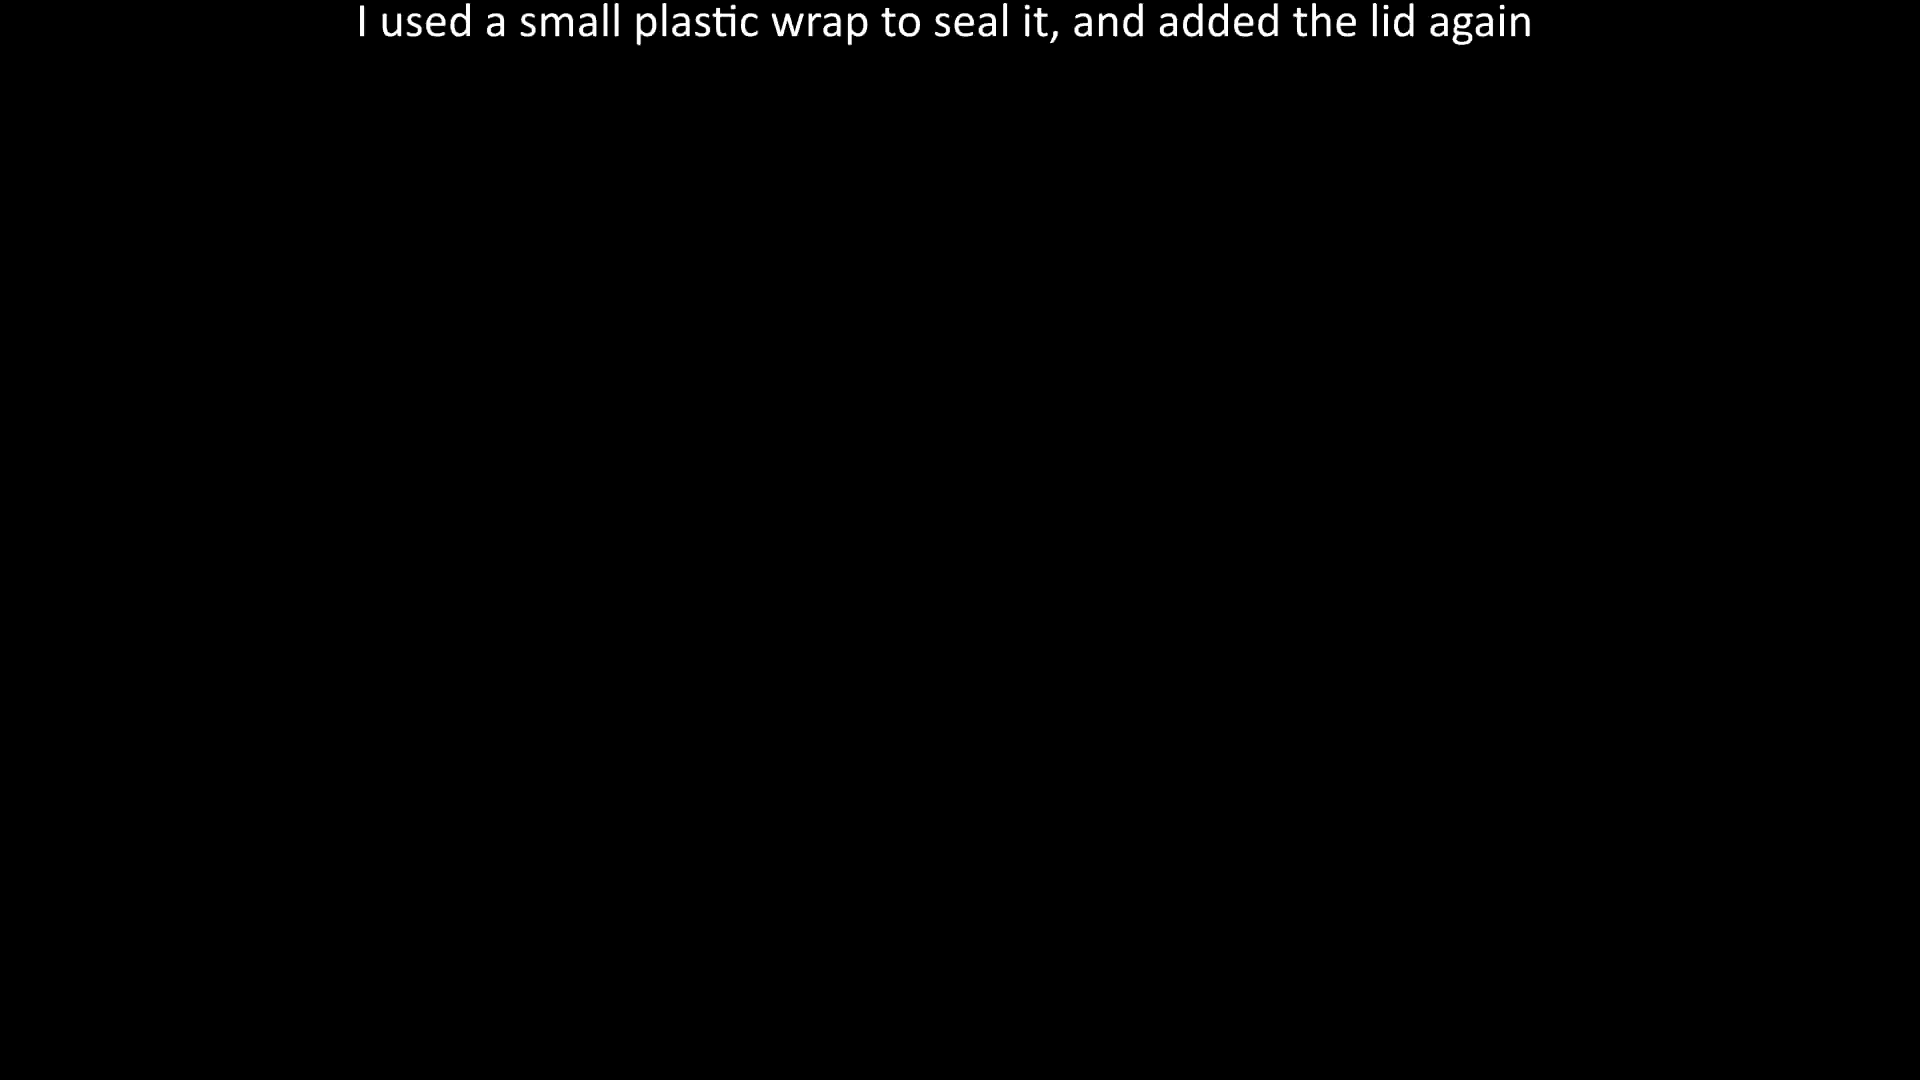 I used a small plastic wrap to seal it, and added the lid again